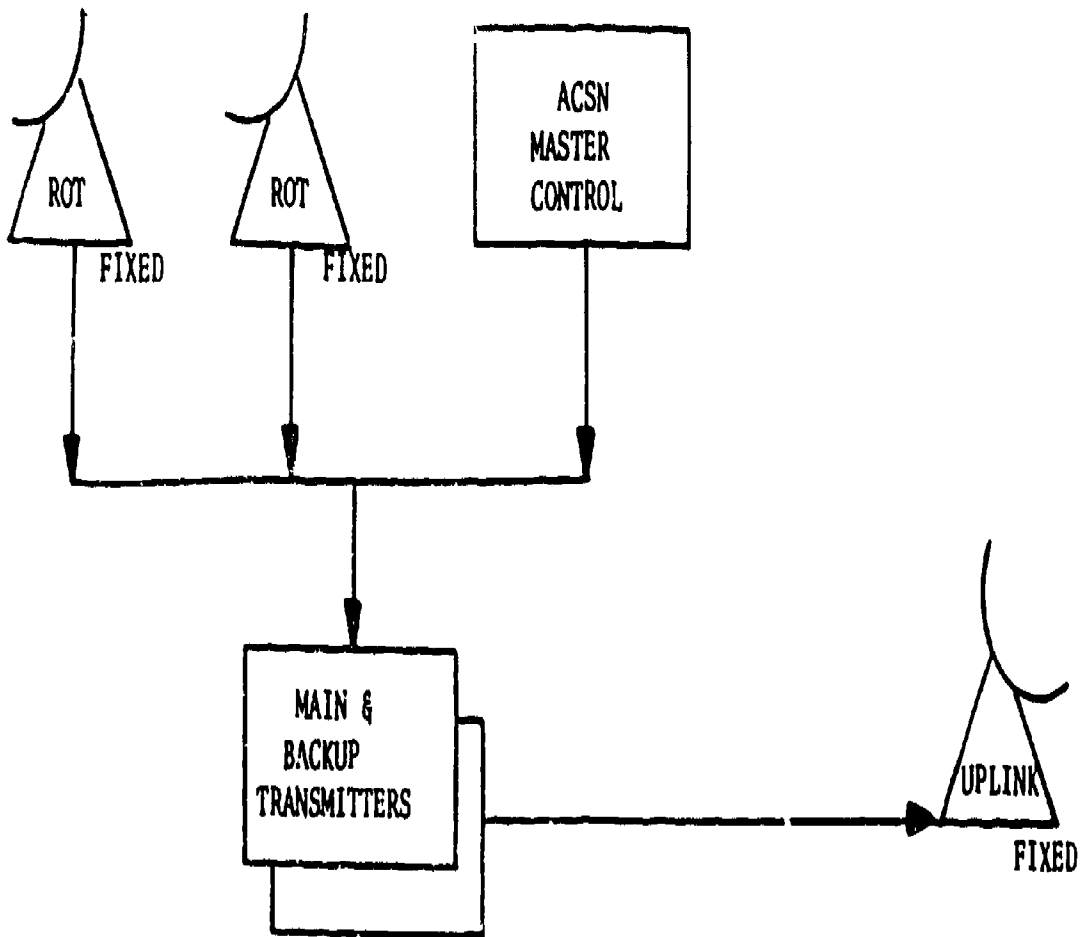 ROT
FIXED
ROT
FIXED
ACSN
MASTER
CONTROL
MAIN &
BACKUP
TRANSMITTERS
UPLINK
FIXED